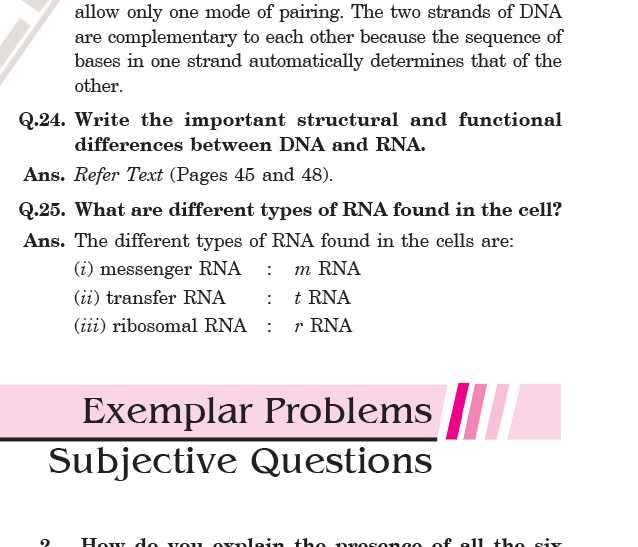 allow only one mode of pairing. The two strands of DNA
are complementary to each other because the sequence of
bases in one strand automatically determines that of the
other.
Q.24. Write the important structural and functional
differences between DNA and RNA.
Ans. Refer Text (Pages 45 and 48).
Q.25. What are different types of RNA found in the cell?
Ans. The different types of RNA found in the cells are:
(i) messenger RNA : m RNA
(ii) transfer RNA : t RNA
(iii) ribosomal RNA : r RNA
Exemplar Problems
Subjective Questions
2. How do you explain the presence of all the six